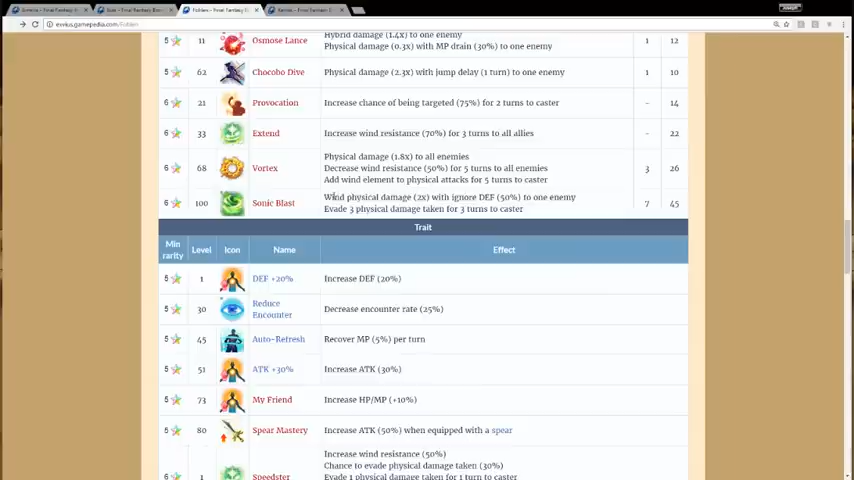 Fohlen - Final Fantasy
exvius.gamepedia.com/Fohlen
Hybrid damage (1.4x) to one enemy
5 11 Osmose Lance 1 12
Physical damage (0.3x) with MP drain (30%) to one enemy
5 62 Chocobo Dive Physical damage (2.3x) with jump delay (1 turn) to one enemy 1 10
6 21 Provocation Increase chance of being targeted (75%) for 2 turns to caster - 14
6 33 Extend Increase wind resistance (70%) for 3 turns to all allies - 22
Physical damage (1.8x) to all enemies
6 68 Vortex Decrease wind resistance (50%) for 5 turns to all enemies 3 26
Add wind element to physical attacks for 5 turns to caster
Wind physical damage (2x) with ignore DEF (50%) to one enemy
6 100 Sonic Blast 7 45
Evade 3 physical damage taken for 3 turns to caster
Trait
Min rarity Level Icon Name Effect
5 1 DEF +20% Increase DEF (20%)
5 30 Reduce Encounter Decrease encounter rate (25%)
5 45 Auto-Refresh Recover MP (5%) per turn
5 51 ATK +30% Increase ATK (30%)
5 73 My Friend Increase HP/MP (+10%)
5 80 Spear Mastery Increase ATK (50%) when equipped with a spear
Increase wind resistance (50%)
Chance to evade physical damage taken (30%)
6 1 Speedster Evade 1 physical damage taken for 1 turn to caster